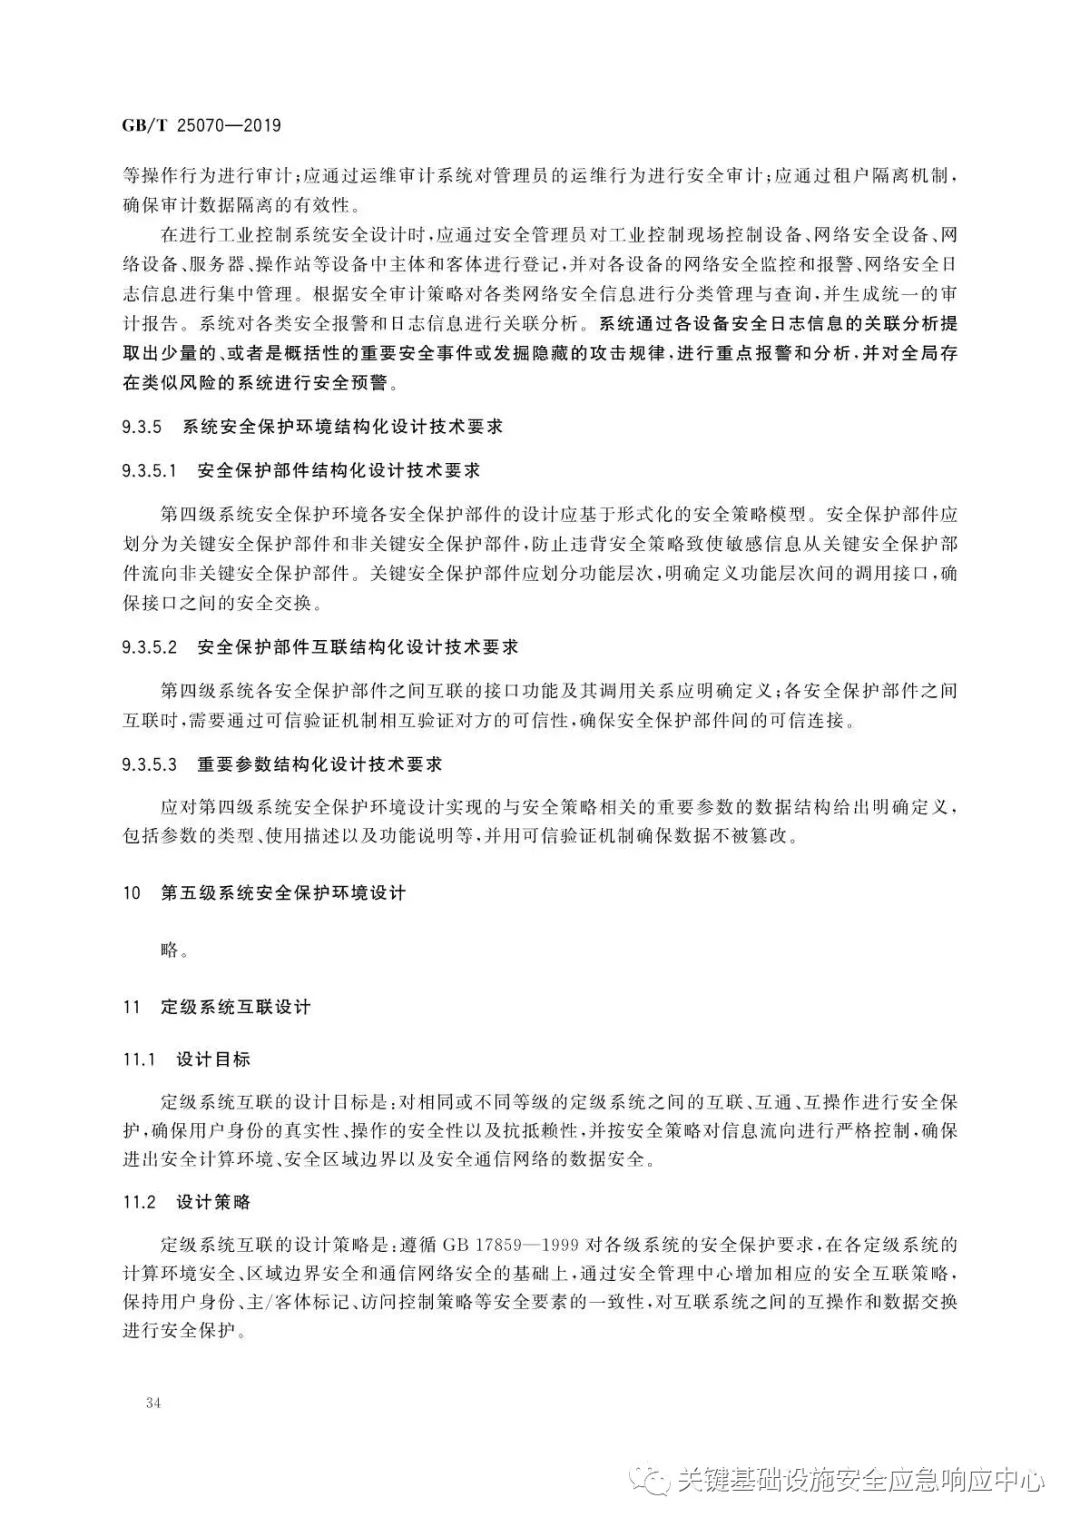 GB/T 25070—2019
等操作行为进行审计;应通过运维审计系统对管理员的运维行为进行安全审计;应通过租户隔离机制,
确保审计数据隔离的有效性。
在进行工业控制系统安全设计时,应通过安全管理员对工业控制现场控制设备、网络安全设备、网
络设备、服务器、操作站等设备中主体和客体进行登记,并对各设备的网络安全监控和报警、网络安全日
志信息进行集中管理。根据安全审计策略对各类网络安全信息进行分类管理与查询,并生成统一的审
计报告。系统对各类安全报警和日志信息进行关联分析。系统通过各设备安全日志信息的关联分析提
取出少量的、或者是概括性的重要安全事件或发掘隐藏的攻击规律,进行重点报警和分析,并对全局存
在类似风险的系统进行安全预警。
9.3.5 系统安全保护环境结构化设计技术要求
9.3.5.1 安全保护部件结构化设计技术要求
第四级系统安全保护环境各安全保护部件的设计应基于形式化的安全策略模型。安全保护部件应
划分为关键安全保护部件和非关键安全保护部件,防止违背安全策略致使敏感信息从关键安全保护部
件流向非关键安全保护部件。关键安全保护部件应划分功能层次,明确定义功能层次间的调用接口,确
保接口之间的安全交换。
9.3.5.2 安全保护部件互联结构化设计技术要求
第四级系统各安全保护部件之间互联的接口功能及其调用关系应明确定义;各安全保护部件之间
互联时,需要通过可信验证机制相互验证对方的可信性,确保安全保护部件间的可信连接。
9.3.5.3 重要参数结构化设计技术要求
应对第四级系统安全保护环境设计实现的与安全策略相关的重要参数的数据结构给出明确定义,
包括参数的类型、使用描述以及功能说明等,并用可信验证机制确保数据不被篡改。
10 第五级系统安全保护环境设计
略。
11 定级系统互联设计
11.1 设计目标
定级系统互联的设计目标是:对相同或不同等级的定级系统之间的互联、互通、互操作进行安全保
护,确保用户身份的真实性、操作的安全性以及抗抵赖性,并按安全策略对信息流向进行严格控制,确保
进出安全计算环境、安全区域边界以及安全通信网络的数据安全。
11.2 设计策略
定级系统互联的设计策略是:遵循 GB 17859—1999 对各级系统的安全保护要求,在各定级系统的
计算环境安全、区域边界安全和通信网络安全的基础上,通过安全管理中心增加相应的安全互联策略,
保持用户身份、主/客体标记、访问控制策略等安全要素的一致性,对互联系统之间的互操作和数据交换
进行安全保护。
34
关键基础设施安全应急响应中心